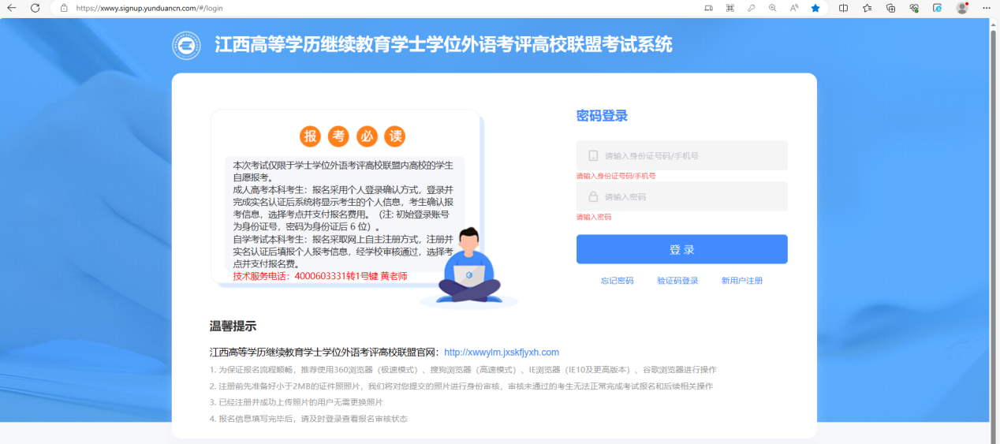 https://xwwy.signup.yunduancn.com/#/login
江西高等学历继续教育学士学位外语考评高校联盟考试系统
报考必读
本次考试仅限于学士学位外语考评高校联盟内高校的学生
自愿报考。
成人高考本科考生：报名采用个人登录确认方式，登录并
完成实名认证后系统将显示考生的个人信息，考生确认报
考信息，选择考点并支付报名费用。（注: 初始登录账号
为身份证号，密码为身份证后 6 位）。
自学考试本科考生：报名采取网上自主注册方式，注册并
实名认证后填报个人报考信息，经学校审核通过，选择考
点并支付报名费。
技术服务电话：4000603331转1号键 黄老师
密码登录
请输入身份证号码/手机号
请输入身份证号码/手机号
请输入密码
请输入密码
登 录
忘记密码 验证码登录 新用户注册
温馨提示
江西高等学历继续教育学士学位外语考评高校联盟官网：http://xwwylm.jxskfjyxh.com
1. 为保证报名流程顺畅，推荐使用360浏览器（极速模式）、搜狗浏览器（高速模式）、IE浏览器（IE10及更高版本）、谷歌浏览器进行操作
2. 注册前先准备好小于2MB的证件照照片，我们将对您提交的照片进行身份审核，审核未通过的考生无法正常完成考试报名和后续相关操作
3. 已经注册并成功上传照片的用户无需更换照片
4. 报名信息填写完毕后，请及时登录查看报名审核状态